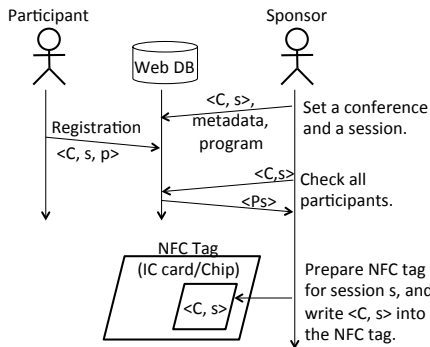 Participant
Sponsor
Web DB
<C, s>,
metadata,
program
Set a conference
and a session.
Registration
<C, s, p>
<C,s>
Check all
participants.
<Ps>
NFC Tag
(IC card/Chip)
<C, s>
Prepare NFC tag
for session s, and
write <C, s> into
the NFC tag.